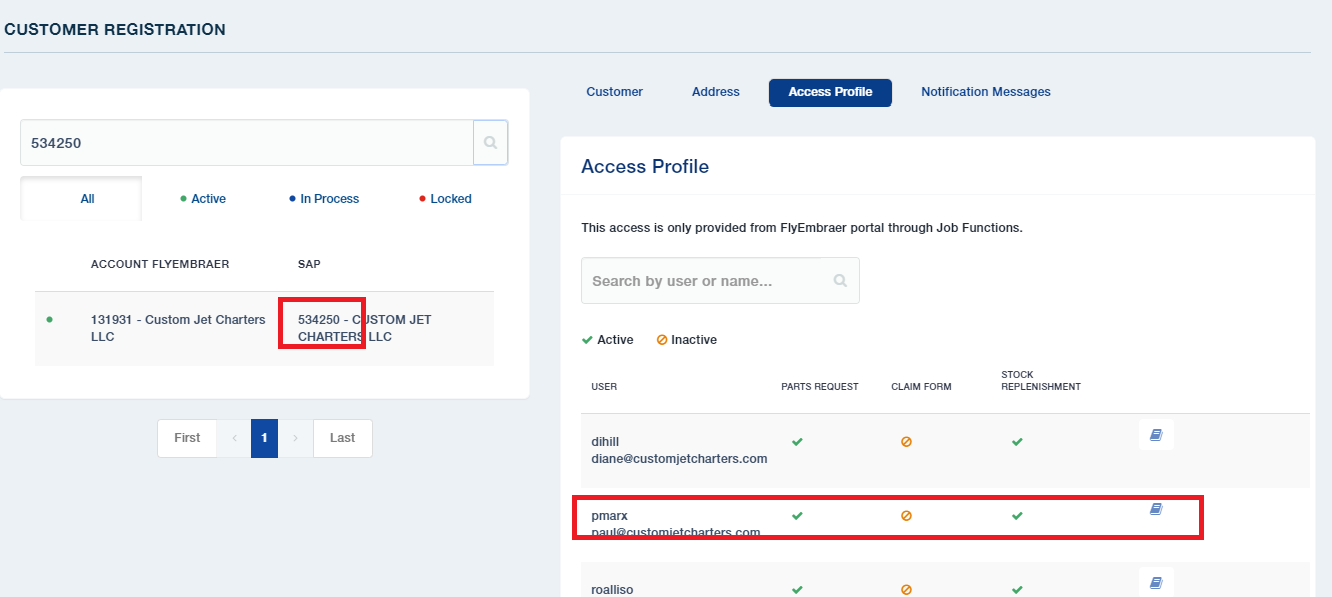 CUSTOMER REGISTRATION
Customer
Address
Access Profile
Notification Messages
534250
All
Active
In Process
Locked
ACCOUNT FLYEMBRAER
SAP
131931 - Custom Jet Charters
LLC
534250 - CUSTOM JET
CHARTERS LLC
First
‹
1
›
Last
Access Profile
This access is only provided from FlyEmbraer portal through Job Functions.
Search by user or name...
Active
Inactive
USER
PARTS REQUEST
CLAIM FORM
STOCK
REPLENISHMENT
dihill
diane@customjetcharters.com
pmarx
paul@customjetcharters.com
roalliso